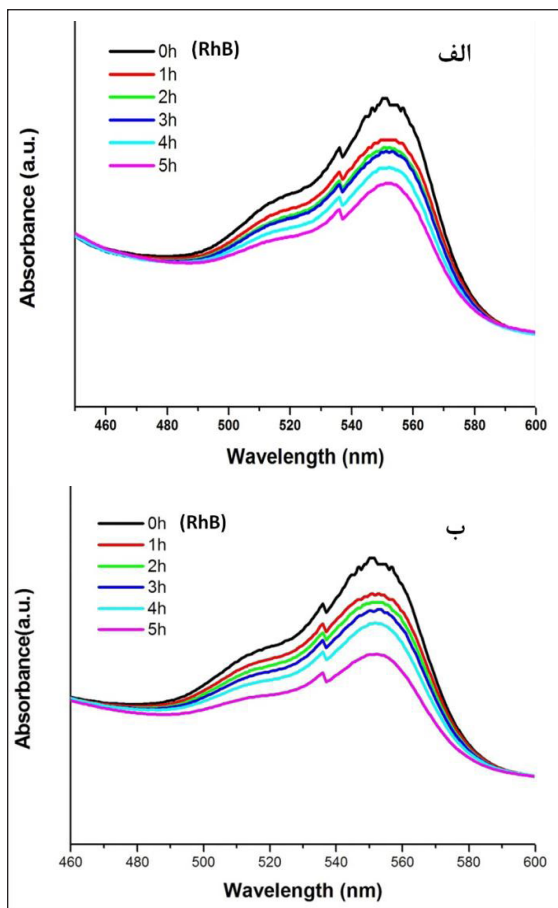 الف
0h (RhB)
1h
2h
3h
4h
5h
Absorbance (a.u.)
460 480 500 520 540 560 580 600
Wavelength (nm)
ب
0h (RhB)
1h
2h
3h
4h
5h
Absorbance(a.u.)
460 480 500 520 540 560 580 600
Wavelength (nm)